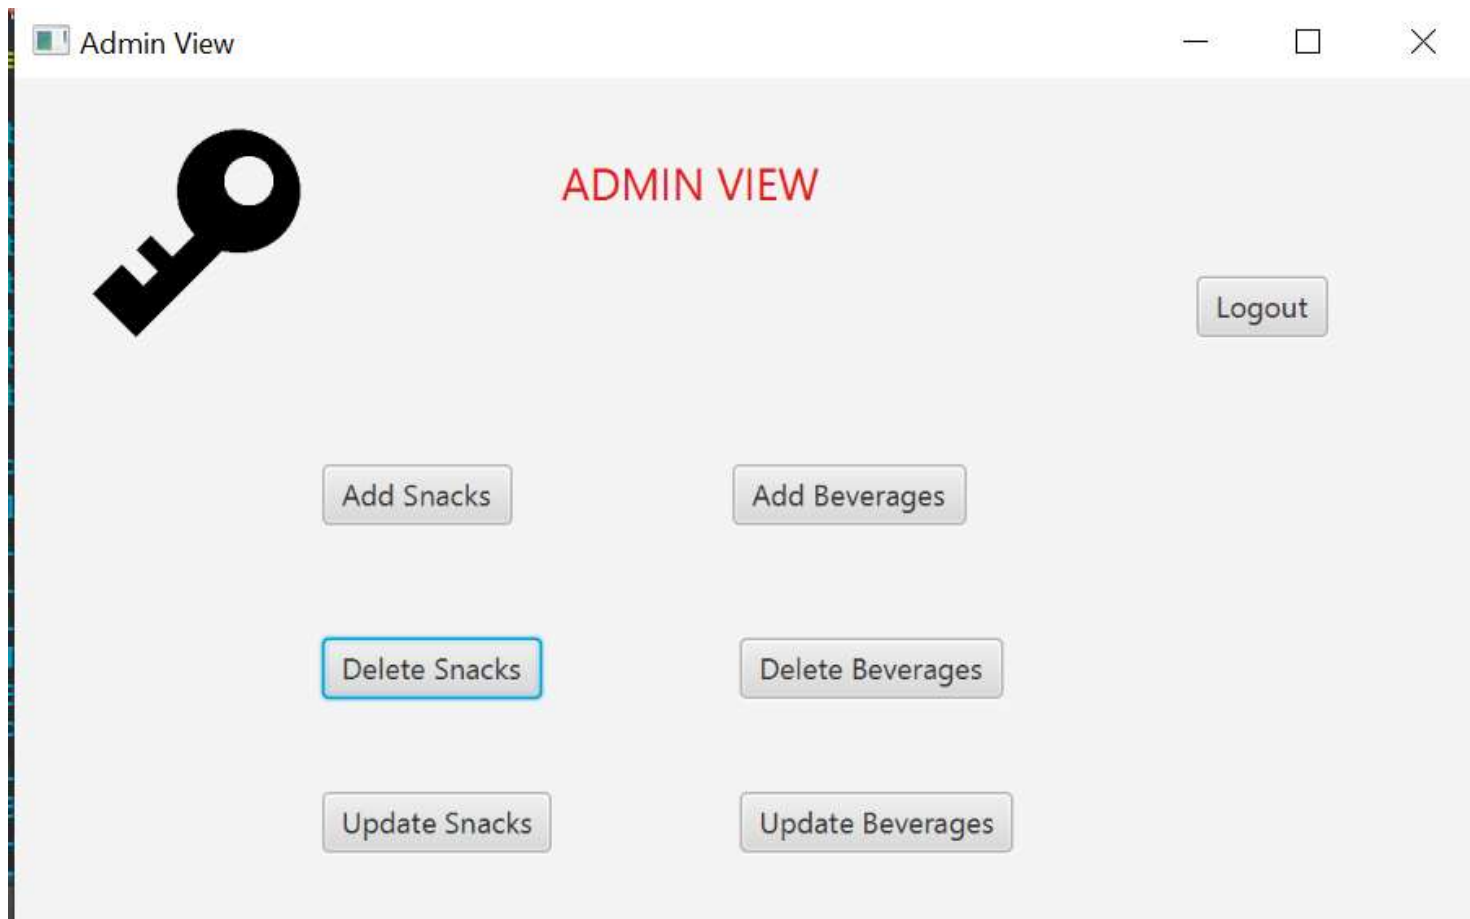 Admin View
ADMIN VIEW
Logout
Add Snacks
Add Beverages
Delete Snacks
Delete Beverages
Update Snacks
Update Beverages